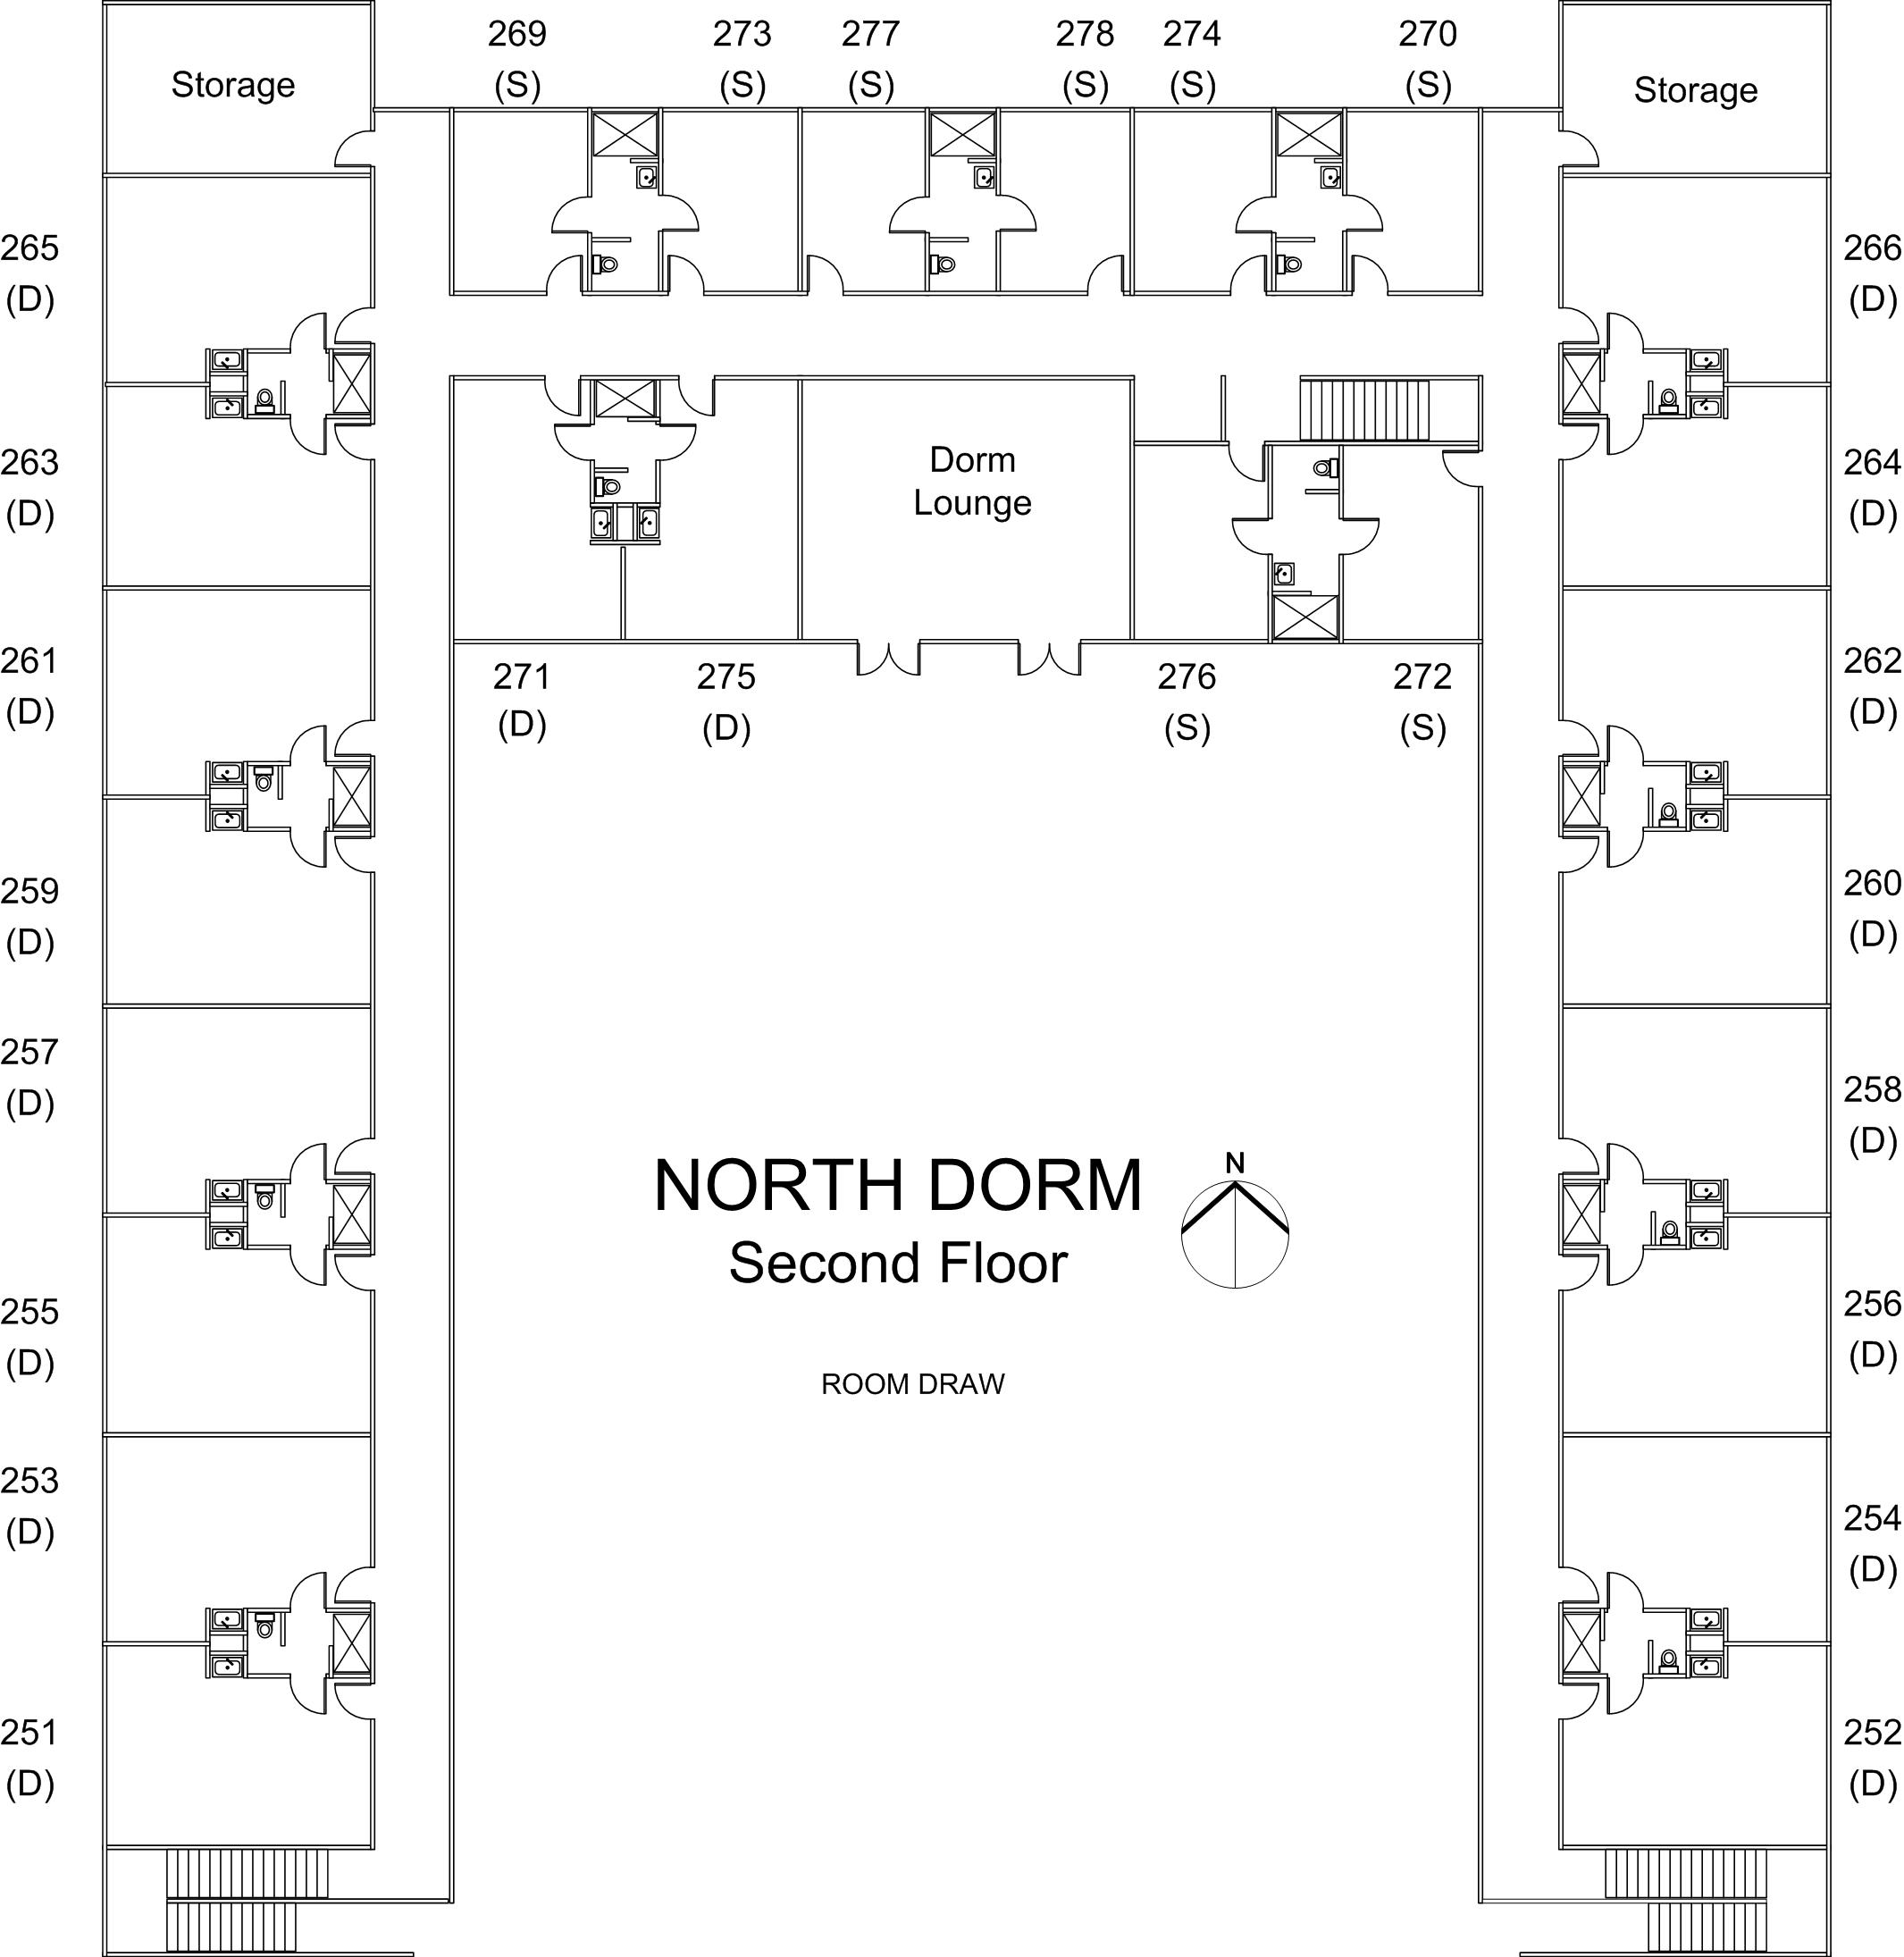 269 273 277 278 274 270
(S) (S) (S) (S) (S) (S)
Storage
Storage
265
(D)
266
(D)
263
(D)
264
(D)
Dorm
Lounge
261
(D)
262
(D)
271
(D)
275
(D)
276
(S)
272
(S)
259
(D)
260
(D)
257
(D)
258
(D)
NORTH DORM
N
Second Floor
255
(D)
256
(D)
ROOM DRAW
253
(D)
254
(D)
251
(D)
252
(D)